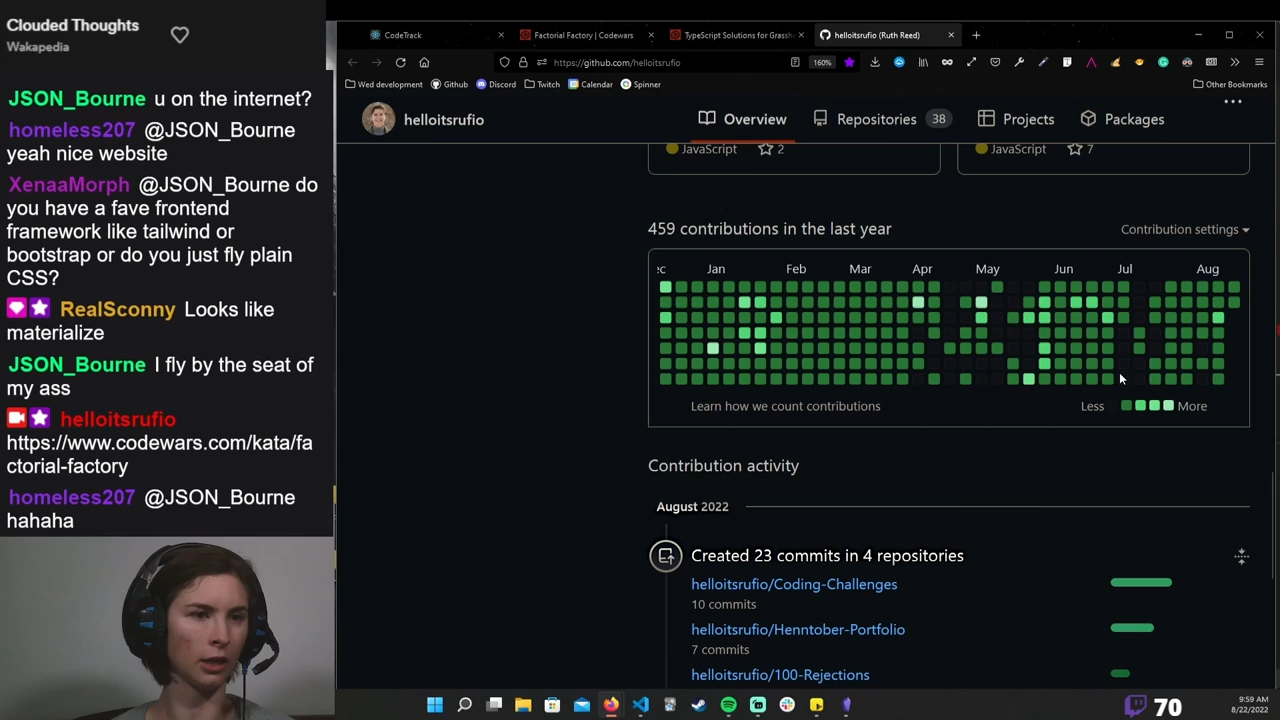 Clouded Thoughts
Wakapedia
JSON_Bourne u on the internet?
homeless207 @JSON_Bourne
yeah nice website
XenaaMorph @JSON_Bourne do
you have a fave frontend
framework like tailwind or
bootstrap or do you just fly plain
CSS?
RealSconny Looks like
materialize
JSON_Bourne I fly by the seat of
my ass
helloitsrufio
https://www.codewars.com/kata/fa
ctorial-factory
homeless207 @JSON_Bourne
hahaha
CodeTrack
Factorial Factory | Codewars
TypeScript Solutions for Grassh
helloitsrufio (Ruth Reed)
https://github.com/helloitsrufio
160%
Wed development
Github
Discord
Twitch
Calendar
Spinner
Other Bookmarks
helloitsrufio
Overview
Repositories 38
Projects
Packages
JavaScript 2
JavaScript 7
459 contributions in the last year
Contribution settings
ec Jan Feb Mar Apr May Jun Jul Aug
Learn how we count contributions
Less More
Contribution activity
August 2022
Created 23 commits in 4 repositories
helloitsrufio/Coding-Challenges
10 commits
helloitsrufio/Henntober-Portfolio
7 commits
helloitsrufio/100-Rejections
70
9:59 AM
8/22/2022